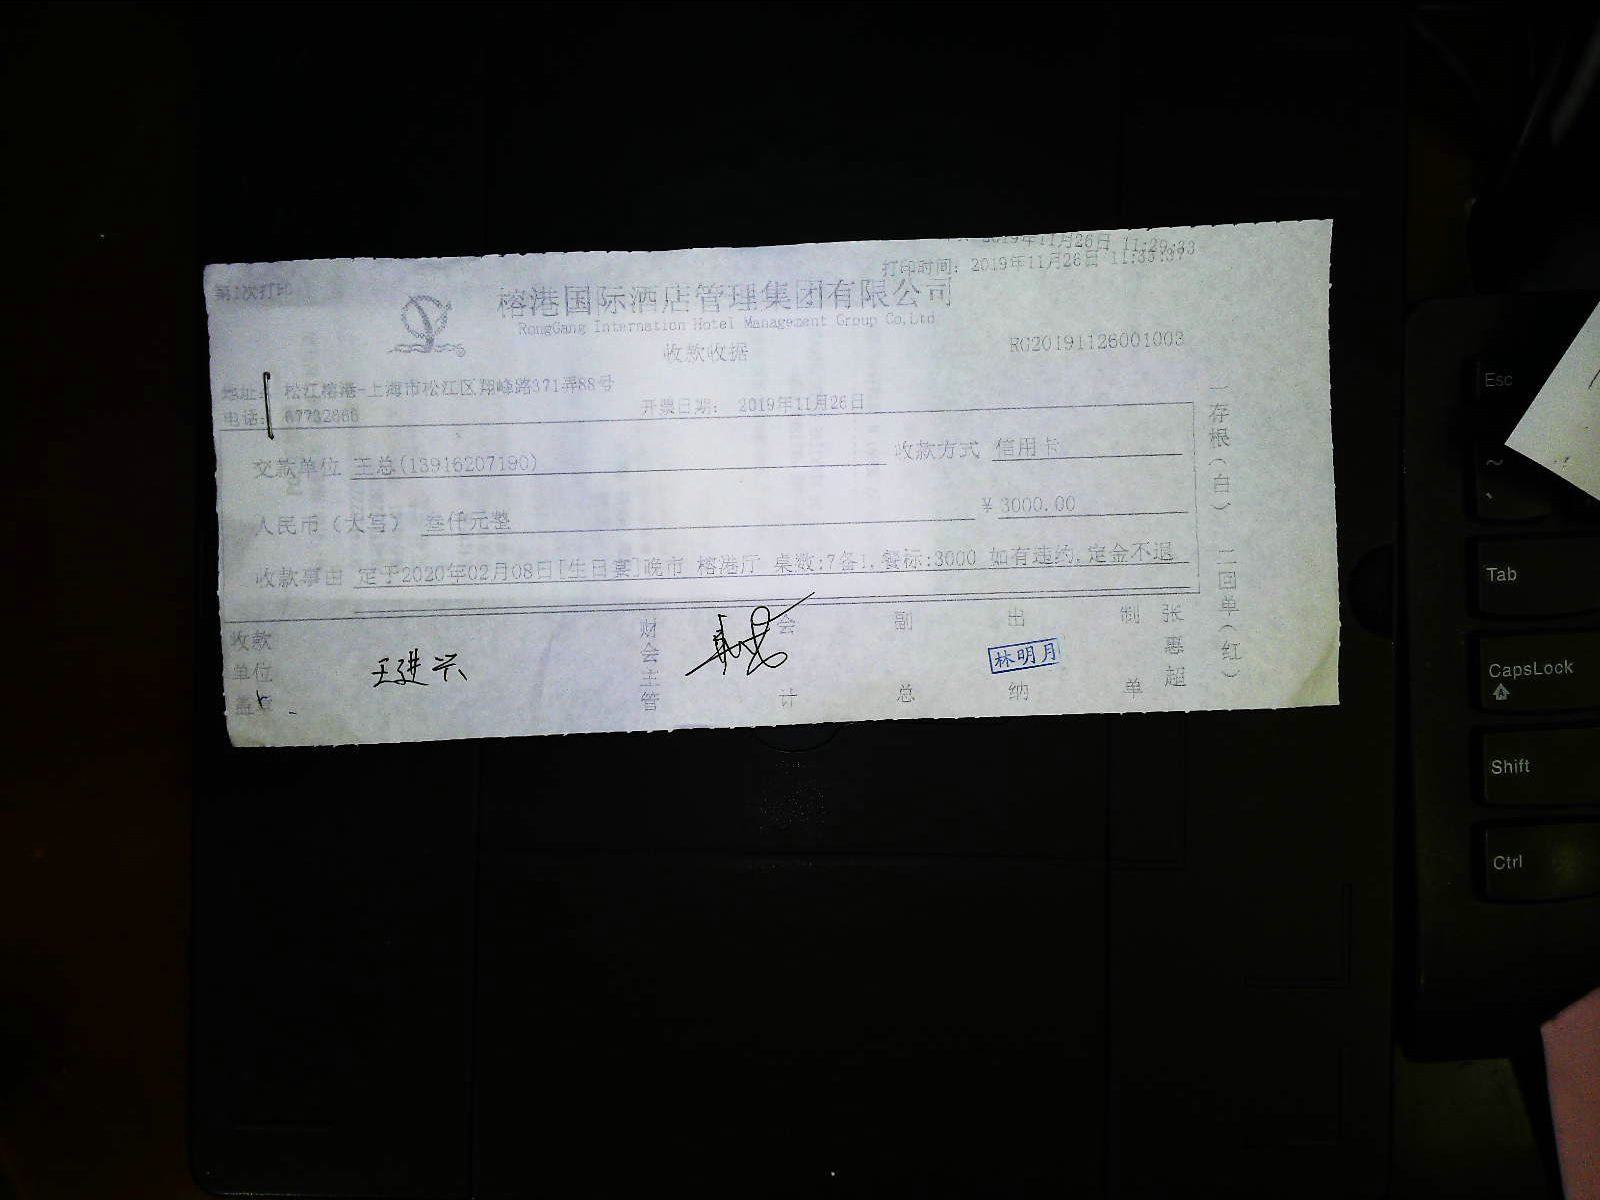 2019年11月26日 11:29:33
打印时间: 2019年11月26日 11:35:37
第1次打印
榕港国际酒店管理集团有限公司
RongGang Internation Hotel Management Group Co,Ltd
收款收据
RC20191126001003
地址: 松江榕港-上海市松江区翔峰路371弄88号
电话: 67732666
开票日期: 2019年11月26日
交款单位 王总(13916207190)
收款方式 信用卡
人民币（大写） 叁仟元整
¥ 3000.00
收款事由 定于2020年02月08日[生日宴]晚市 榕港厅 桌数:7备1,餐标:3000 如有违约,定金不退
收款单位盖章
王进兴
财会主管
会计
副总
出纳
林明月
制单
张惠超
一存根(白) 二回单(红)
Esc
~
、
Tab
CapsLock
Shift
Ctrl